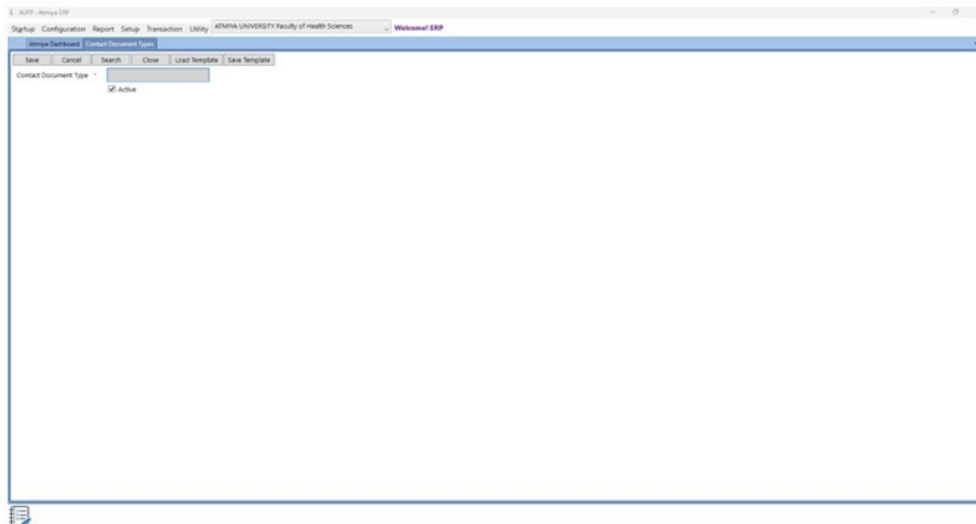 AUFP : Atmiya ERP
Startup Configuration Report Setup Transaction Utility ATMIYA UNIVERSITY Faculty of Health Sciences Welcome! ERP
Atmiya Dashboard Contact Document Types
Save Cancel Search Close Load Template Save Template
Contact Document Type *
Active